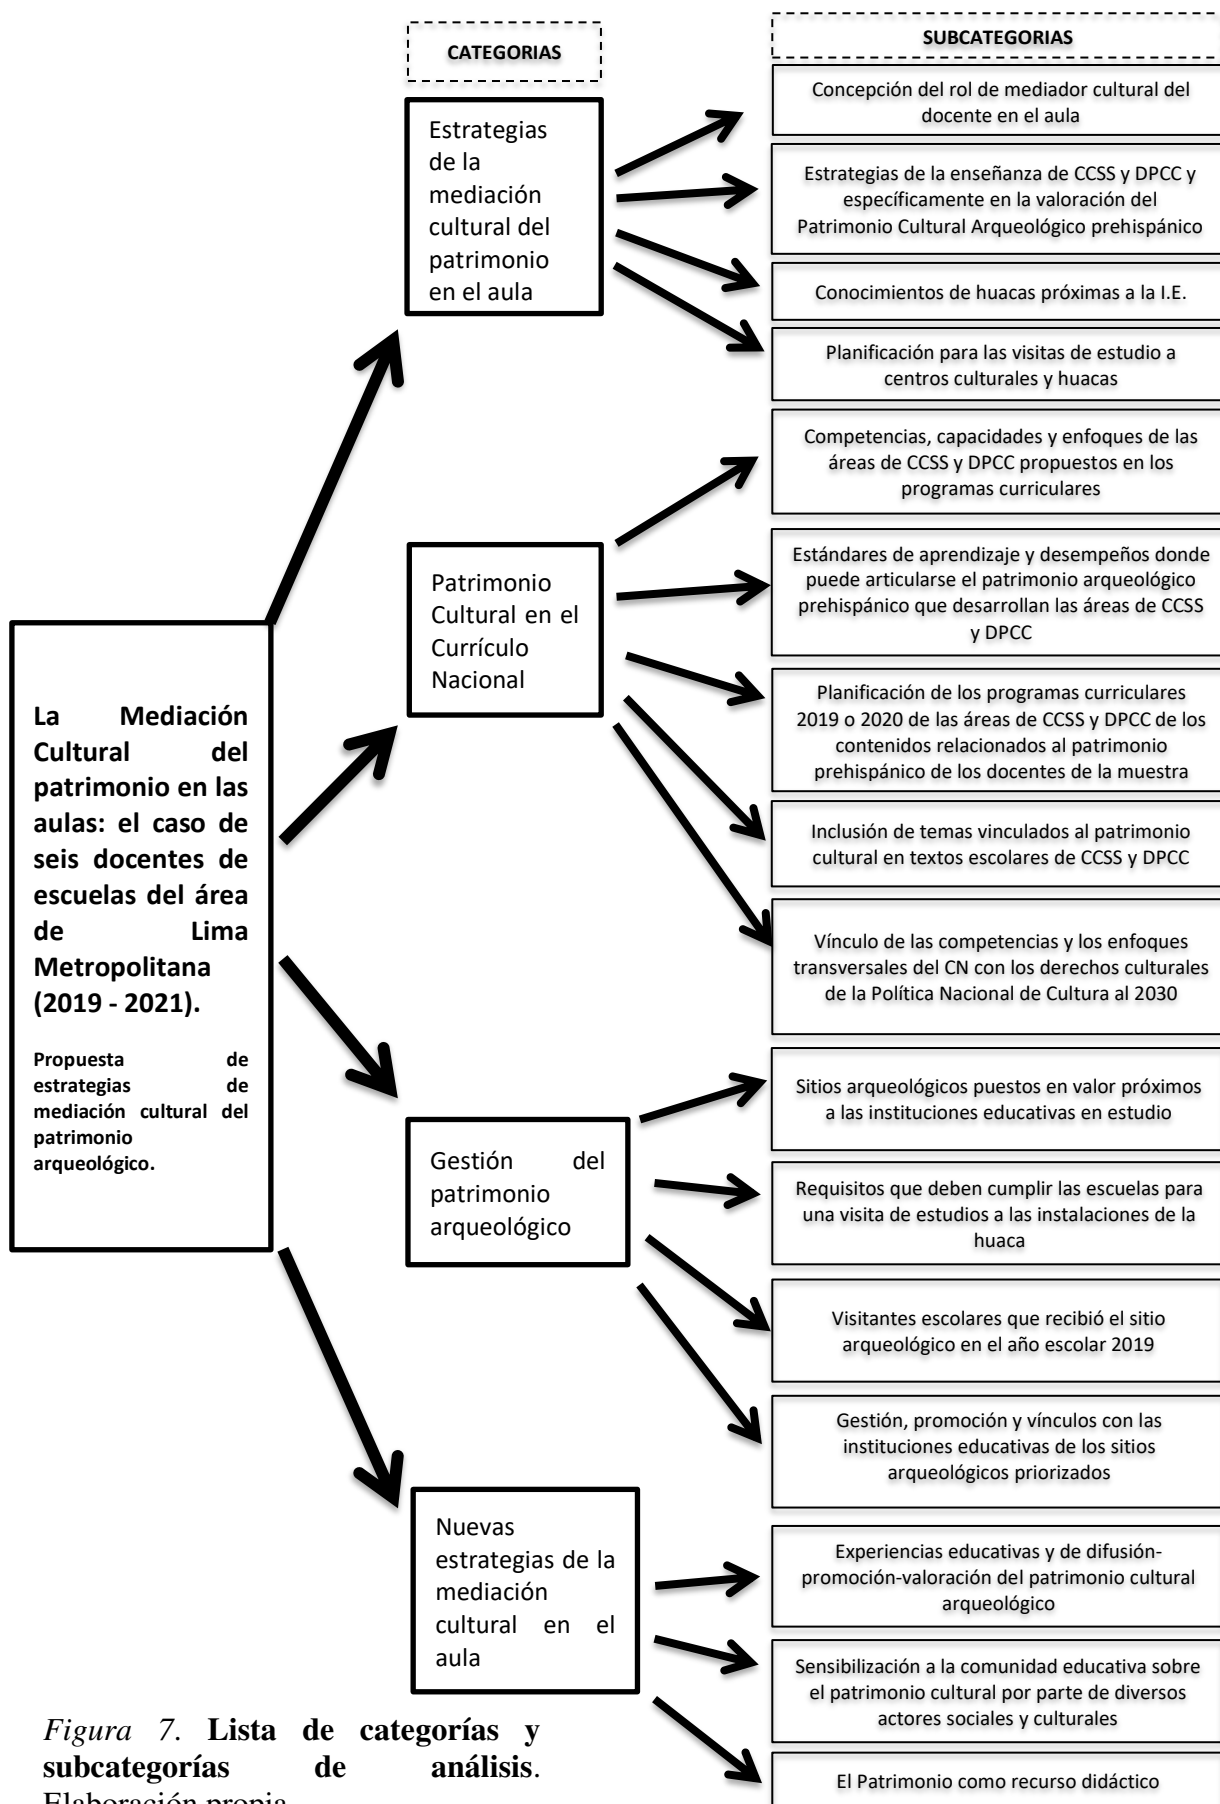 CATEGORIAS
SUBCATEGORIAS
La Mediación
Cultural del
patrimonio en las
aulas: el caso de
seis docentes de
escuelas del área
de Lima
Metropolitana
(2019 - 2021).
Propuesta de
estrategias de
mediación cultural del
patrimonio
arqueológico.
Estrategias
de la
mediación
cultural del
patrimonio
en el aula
Concepción del rol de mediador cultural del
docente en el aula
Estrategias de la enseñanza de CCSS y DPCC y
específicamente en la valoración del
Patrimonio Cultural Arqueológico prehispánico
Conocimientos de huacas próximas a la I.E.
Planificación para las visitas de estudio a
centros culturales y huacas
Patrimonio
Cultural en el
Currículo
Nacional
Competencias, capacidades y enfoques de las
áreas de CCSS y DPCC propuestos en los
programas curriculares
Estándares de aprendizaje y desempeños donde
puede articularse el patrimonio arqueológico
prehispánico que desarrollan las áreas de CCSS
y DPCC
Planificación de los programas curriculares
2019 o 2020 de las áreas de CCSS y DPCC de los
contenidos relacionados al patrimonio
prehispánico de los docentes de la muestra
Inclusión de temas vinculados al patrimonio
cultural en textos escolares de CCSS y DPCC
Vínculo de las competencias y los enfoques
transversales del CN con los derechos culturales
de la Política Nacional de Cultura al 2030
Gestión del
patrimonio
arqueológico
Sitios arqueológicos puestos en valor próximos
a las instituciones educativas en estudio
Requisitos que deben cumplir las escuelas para
una visita de estudios a las instalaciones de la
huaca
Visitantes escolares que recibió el sitio
arqueológico en el año escolar 2019
Gestión, promoción y vínculos con las
instituciones educativas de los sitios
arqueológicos priorizados
Nuevas
estrategias de la
mediación
cultural en el
aula
Experiencias educativas y de difusión-
promoción-valoración del patrimonio cultural
arqueológico
Sensibilización a la comunidad educativa sobre
el patrimonio cultural por parte de diversos
actores sociales y culturales
El Patrimonio como recurso didáctico
Figura 7. Lista de categorías y
subcategorías de análisis.
Elaboración propia